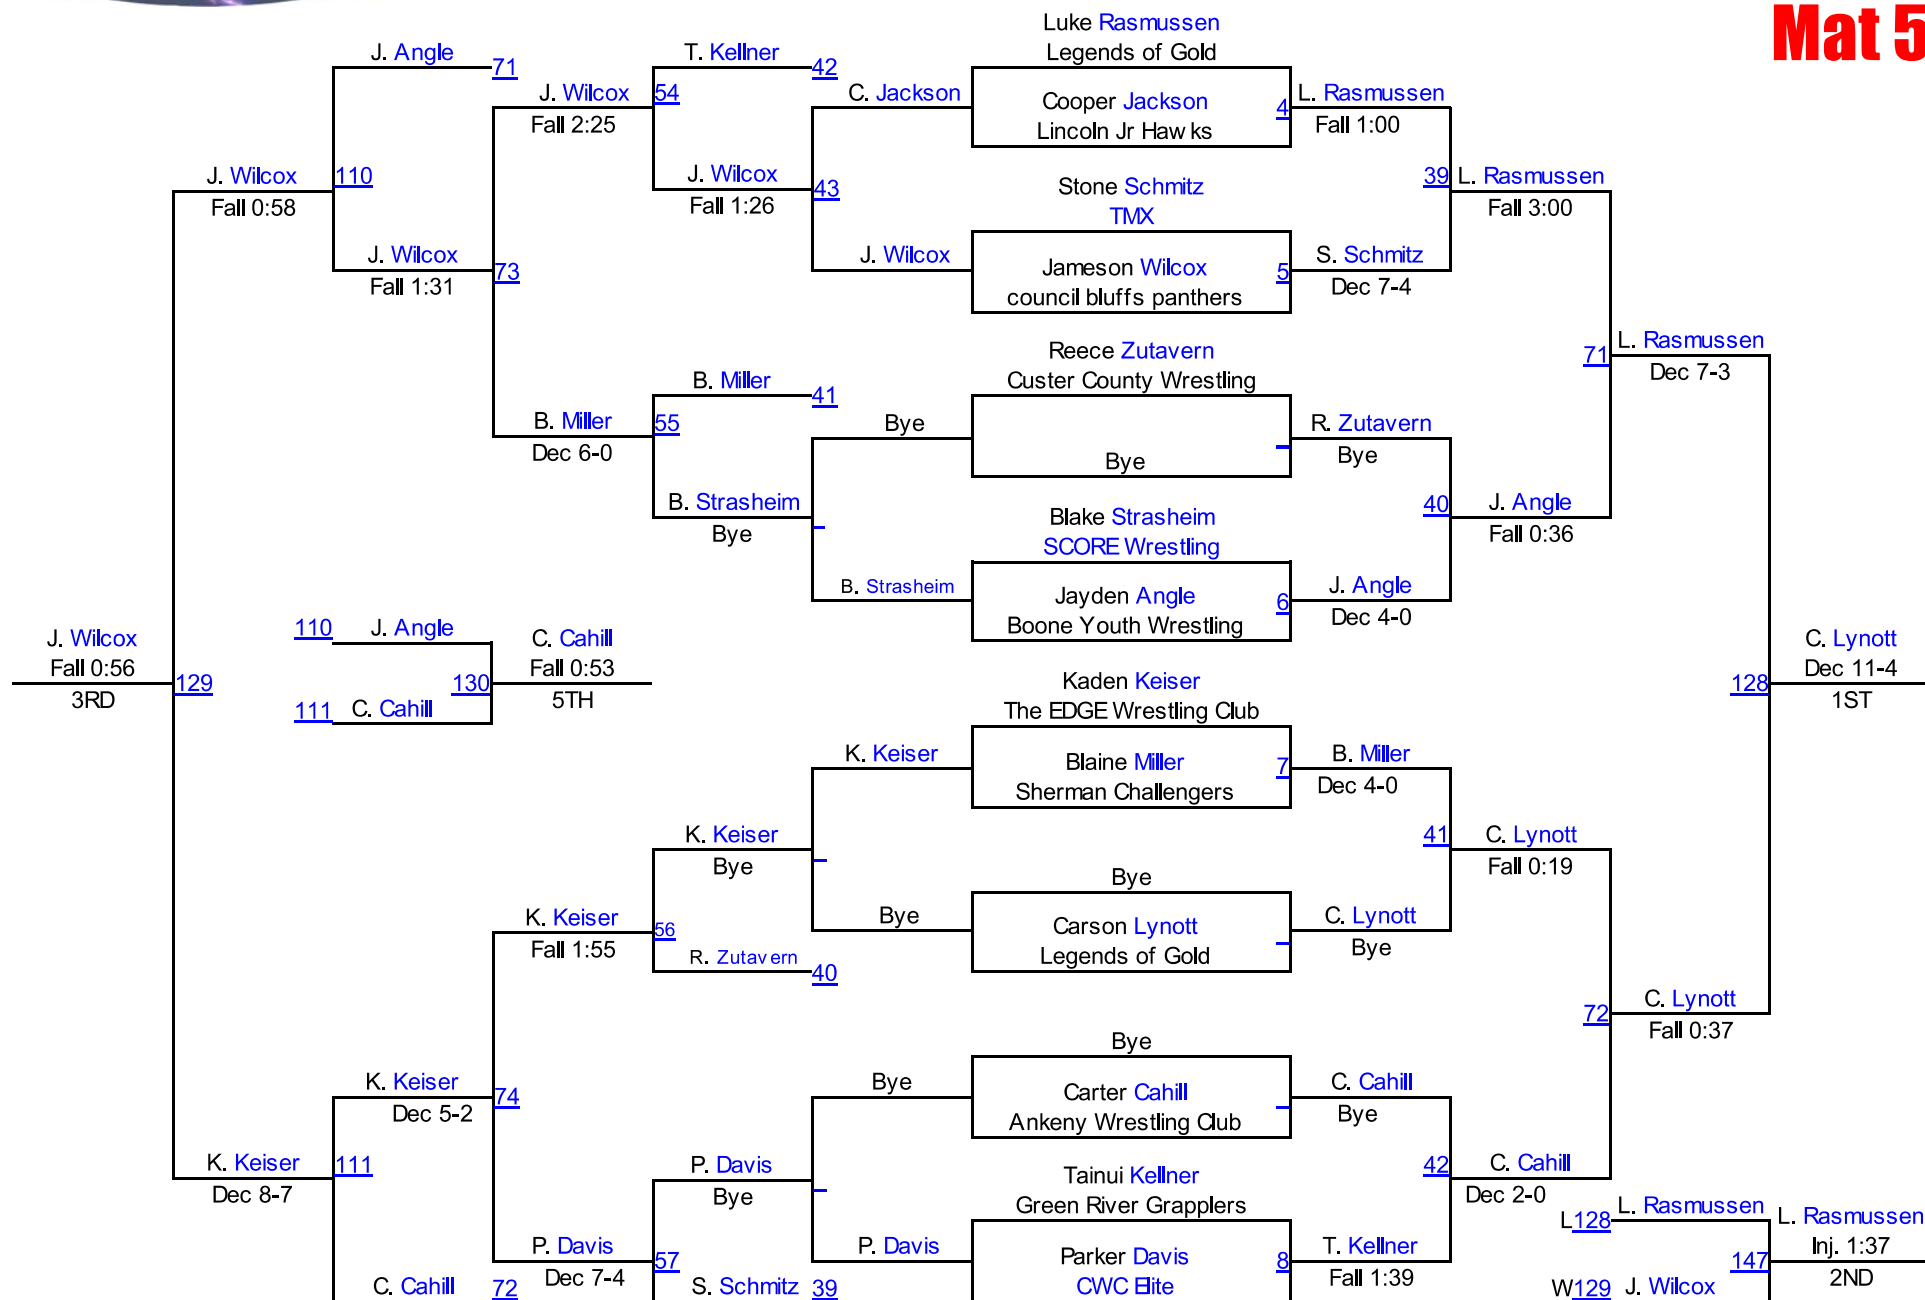 Mat 5
Luke Rasmussen
J. Angle
71
T. Kellner
42
Legends of Gold
J. Wilcox
54
C. Jackson
Cooper Jackson
4
L. Rasmussen
Fall 2:25
Lincoln Jr Hawks
Fall 1:00
J. Wilcox
110
J. Wilcox
43
Stone Schmitz
39
L. Rasmussen
Fall 0:58
Fall 1:26
TMX
Fall 3:00
J. Wilcox
73
J. Wilcox
Jameson Wilcox
5
S. Schmitz
Fall 1:31
council bluffs panthers
Dec 7-4
Reece Zutavern
71
L. Rasmussen
B. Miller
41
Custer County Wrestling
Dec 7-3
B. Miller
55
Bye
R. Zutavern
Dec 6-0
Bye
Bye
B. Strasheim
Blake Strasheim
40
J. Angle
Bye
SCORE Wrestling
Fall 0:36
B. Strasheim
Jayden Angle
6
J. Angle
Boone Youth Wrestling
Dec 4-0
J. Wilcox
110
J. Angle
C. Cahill
C. Lynott
Fall 0:56
Fall 0:53
Dec 11-4
129
130
Kaden Keiser
128
3RD
111
C. Cahill
5TH
The EDGE Wrestling Club
1ST
K. Keiser
Blaine Miller
7
B. Miller
Sherman Challengers
Dec 4-0
K. Keiser
41
C. Lynott
Bye
Bye
Fall 0:19
K. Keiser
56
Bye
Carson Lynott
C. Lynott
Fall 1:55
R. Zutavern
40
Legends of Gold
Bye
72
C. Lynott
Bye
Fall 0:37
K. Keiser
74
Bye
Carter Cahill
C. Cahill
Dec 5-2
Ankeny Wrestling Club
Bye
K. Keiser
111
P. Davis
Tainui Kellner
42
C. Cahill
Dec 8-7
Bye
Green River Grapplers
Dec 2-0
L128
L. Rasmussen
L. Rasmussen
P. Davis
57
P. Davis
Parker Davis
8
T. Kellner
147
Inj. 1:37
C. Cahill
72
Dec 7-4
S. Schmitz
39
CWC Elite
Fall 1:39
W129
J. Wilcox
2ND